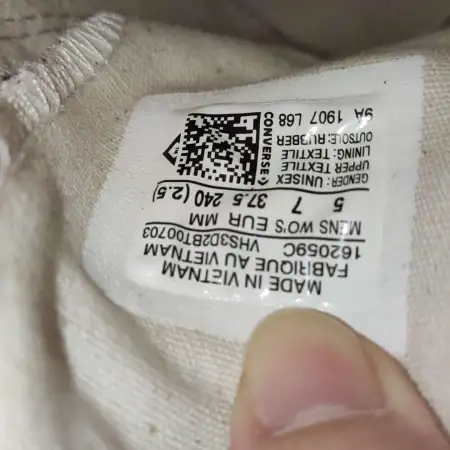 MADE IN VIETNAM
FABRIQUE AU VIETNAM
162059C VHS3D2BT00703
MENS WO'S EUR MM
5 7 37.5 240 (2.5)
GENDER: UNISEX
UPPER TEXTILE
LINING: TEXTILE
OUTSOLE: RUBBER
9A 1907 L68
CONVERSE